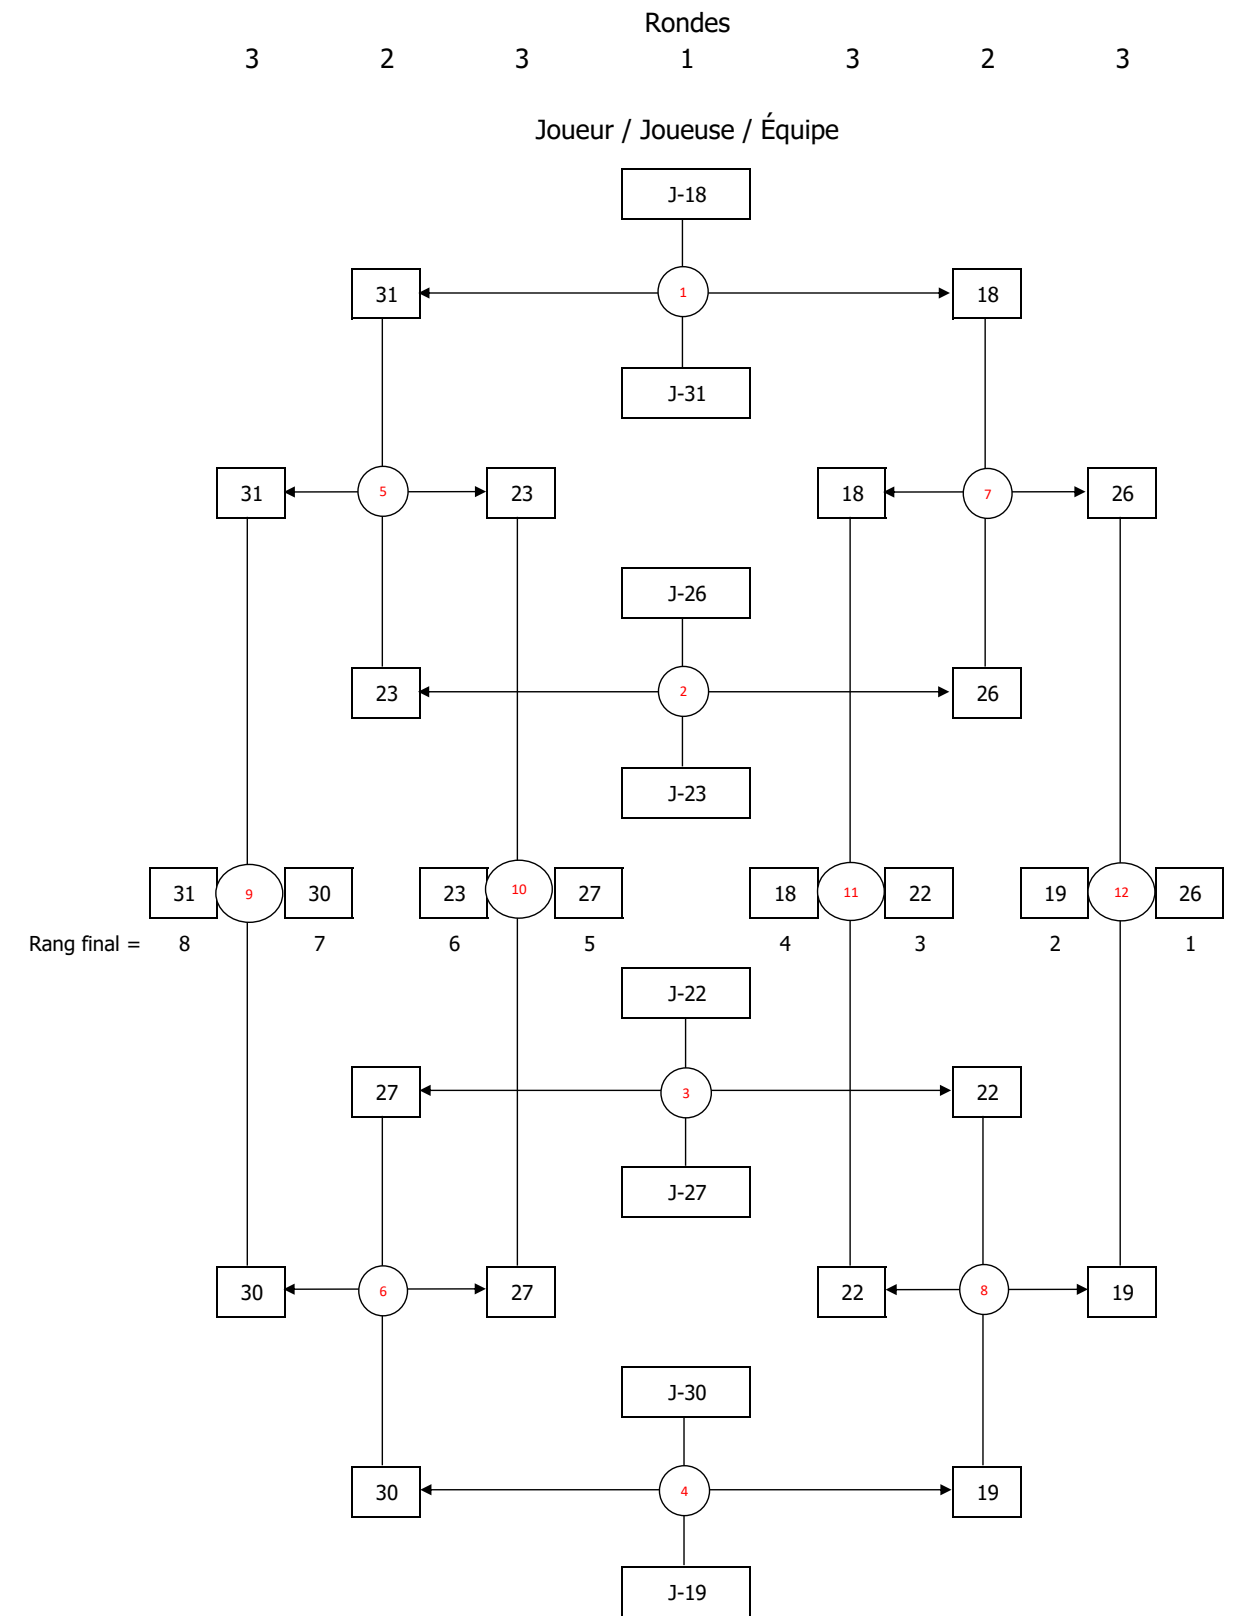 Rondes
3 2 3 1 3 2 3
Joueur / Joueuse / Équipe
J-18
31 1 18
J-31
31 5 23 18 7 26
J-26
23 2 26
J-23
31 9 30 23 10 27 18 11 22 19 12 26
Rang final = 8 7 6 5 4 3 2 1
J-22
27 3 22
J-27
30 6 27 22 8 19
J-30
30 4 19
J-19